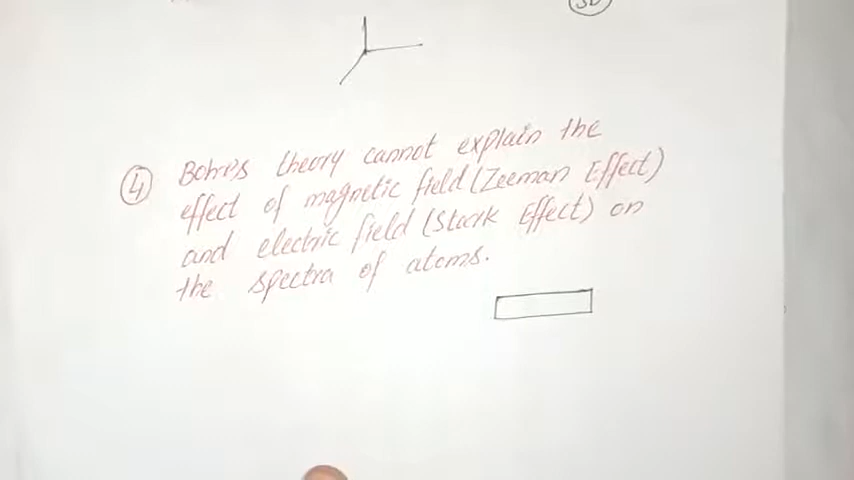 3D
④ Bohr's theory cannot explain the
effect of magnetic field (Zeeman Effect)
and electric field (Stark Effect) on
the spectra of atoms.